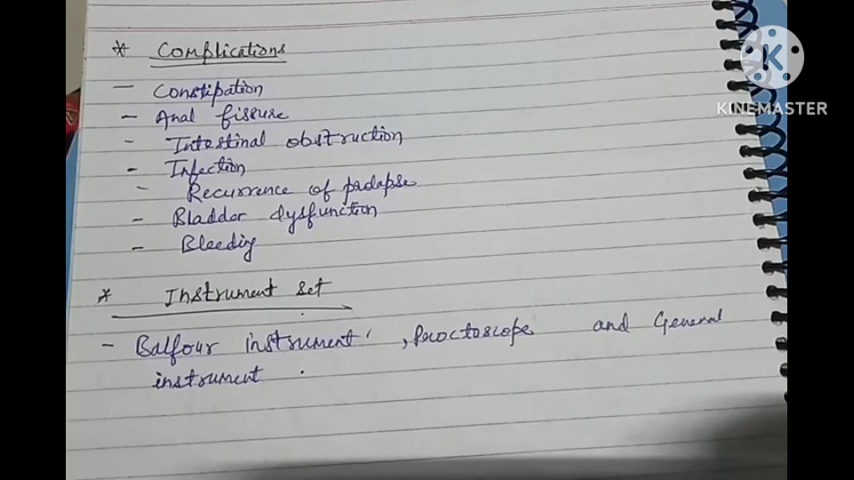 * Complications
- Constipation
- Anal fissure
- Intestinal obstruction
- Infection
- Recurrence of prolapse
- Bladdor dysfunction
- Bleeding
* Instrument set
- Balfour instrument , Proctoscope and General
instrument .
K
KINEMASTER